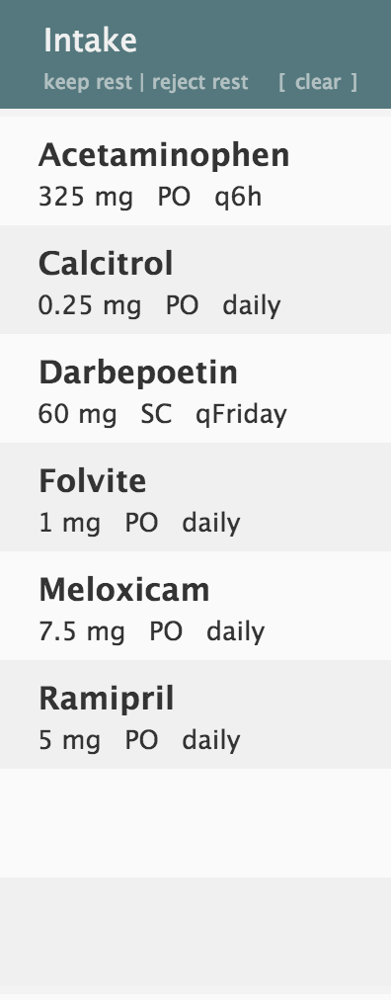 Intake
keep rest | reject rest [ clear ]
Acetaminophen
325 mg PO q6h
Calcitrol
0.25 mg PO daily
Darbepoetin
60 mg SC qFriday
Folvite
1 mg PO daily
Meloxicam
7.5 mg PO daily
Ramipril
5 mg PO daily